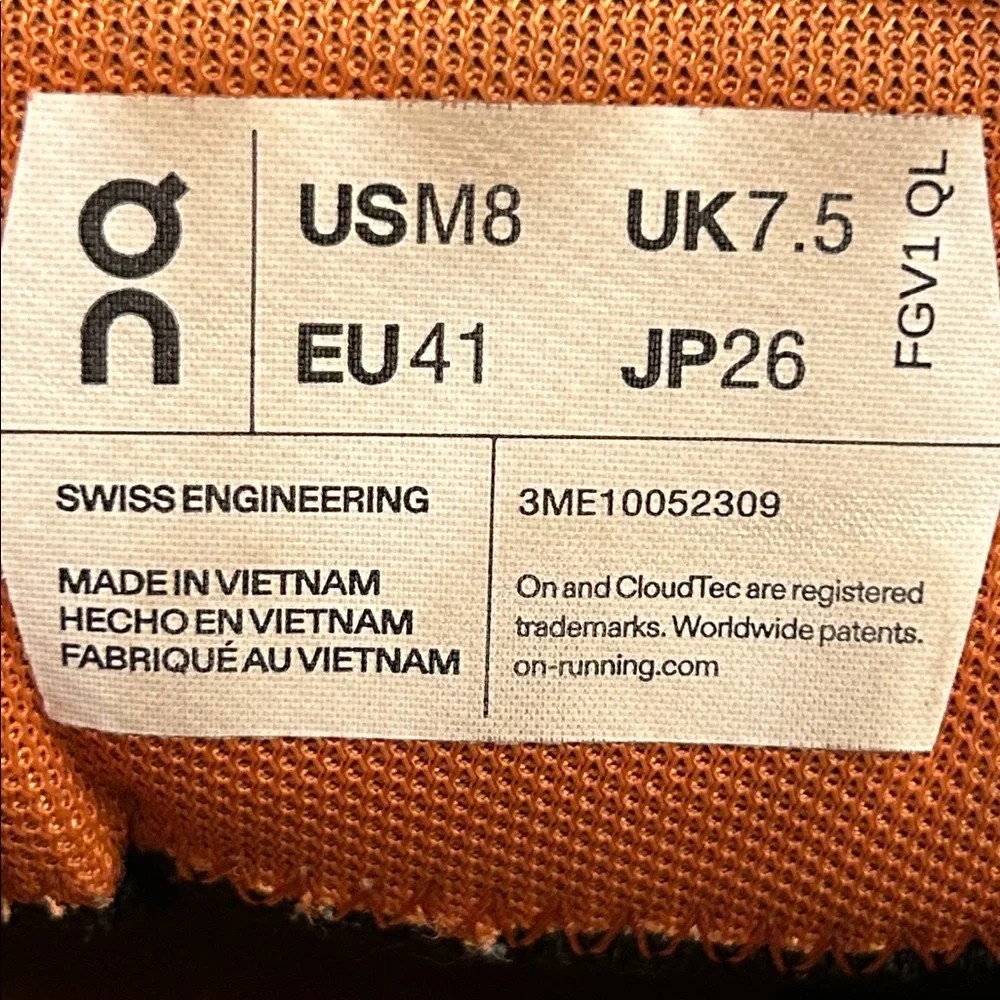 On
USM8 UK7.5
EU41 JP26
FGV1 QL
SWISS ENGINEERING
MADE IN VIETNAM
HECHO EN VIETNAM
FABRIQUÉ AU VIETNAM
3ME10052309
On and CloudTec are registered
trademarks. Worldwide patents.
on-running.com